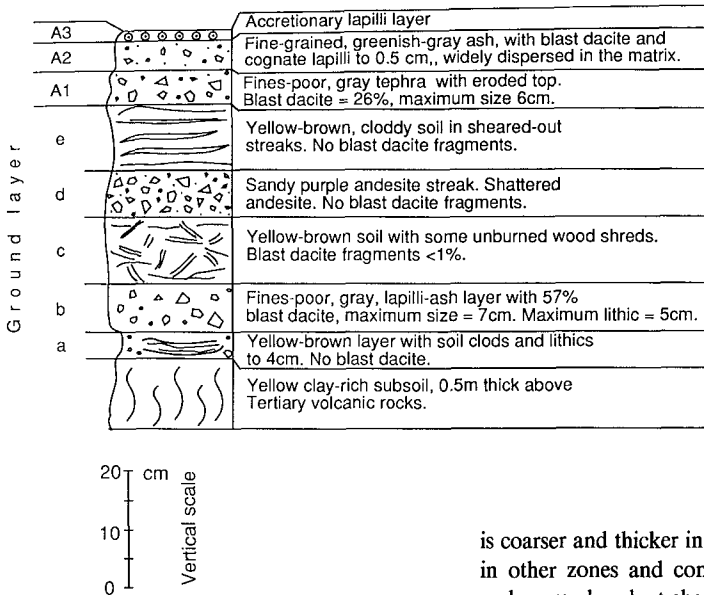 A3
Accretionary lapilli layer
A2
Fine-grained, greenish-gray ash, with blast dacite and
cognate lapilli to 0.5 cm,, widely dispersed in the matrix.
A1
Fines-poor, gray tephra with eroded top.
Blast dacite = 26%, maximum size 6cm.
Ground layer
e
Yellow-brown, cloddy soil in sheared-out
streaks. No blast dacite fragments.
d
Sandy purple andesite streak. Shattered
andesite. No blast dacite fragments.
c
Yellow-brown soil with some unburned wood shreds.
Blast dacite fragments <1%.
b
Fines-poor, gray, lapilli-ash layer with 57%
blast dacite, maximum size = 7cm. Maximum lithic = 5cm.
a
Yellow-brown layer with soil clods and lithics
to 4cm. No blast dacite.
Yellow clay-rich subsoil, 0.5m thick above
Tertiary volcanic rocks.
20 cm
10
0
Vertical scale
is coarser and thicker in
in other zones and con